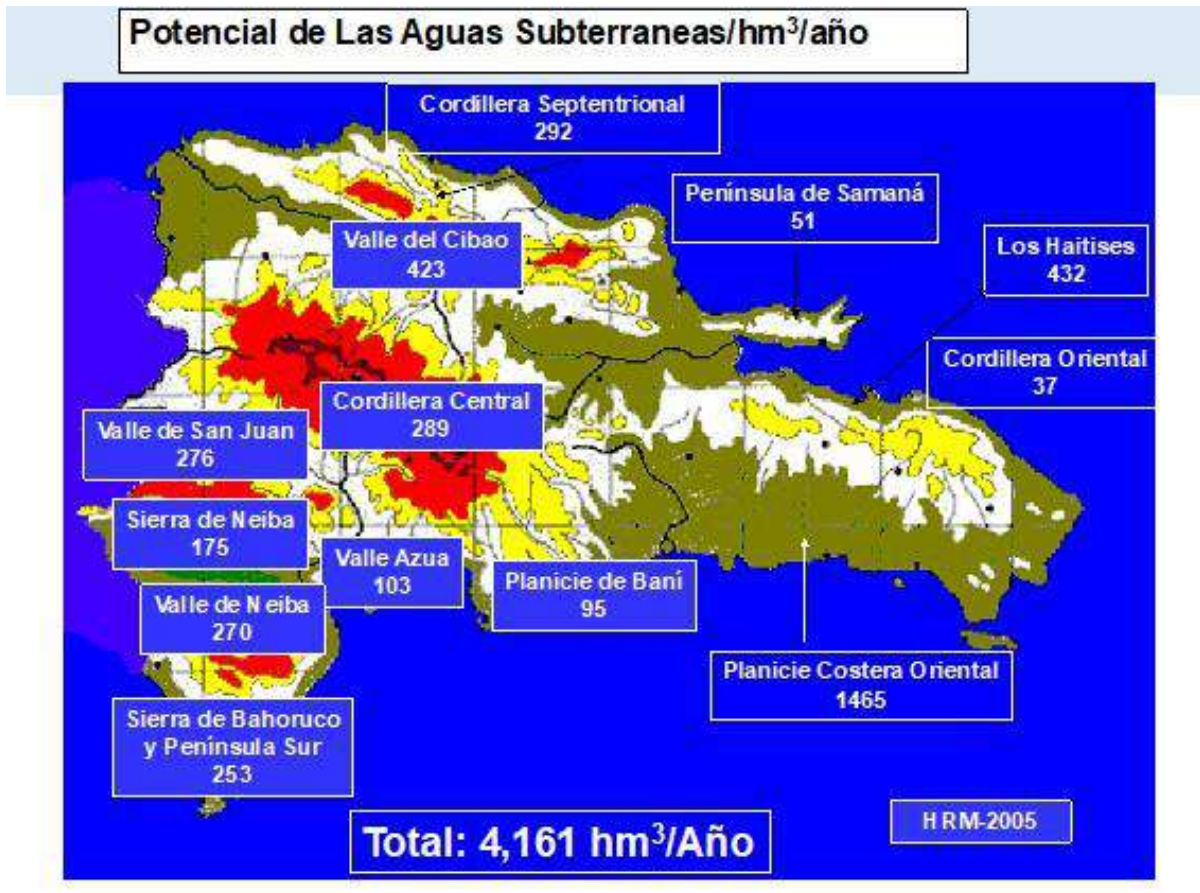 Potencial de Las Aguas Subterraneas/hm³/año
Cordillera Septentrional
292
Península de Samaná
51
Valle del Cibao
423
Los Haitises
432
Cordillera Oriental
37
Cordillera Central
289
Valle de San Juan
276
Sierra de Neiba
175
Valle Azua
103
Planicie de Baní
95
Valle de Neiba
270
Planicie Costera Oriental
1465
Sierra de Bahoruco
y Península Sur
253
HRM-2005
Total: 4,161 hm³/Año